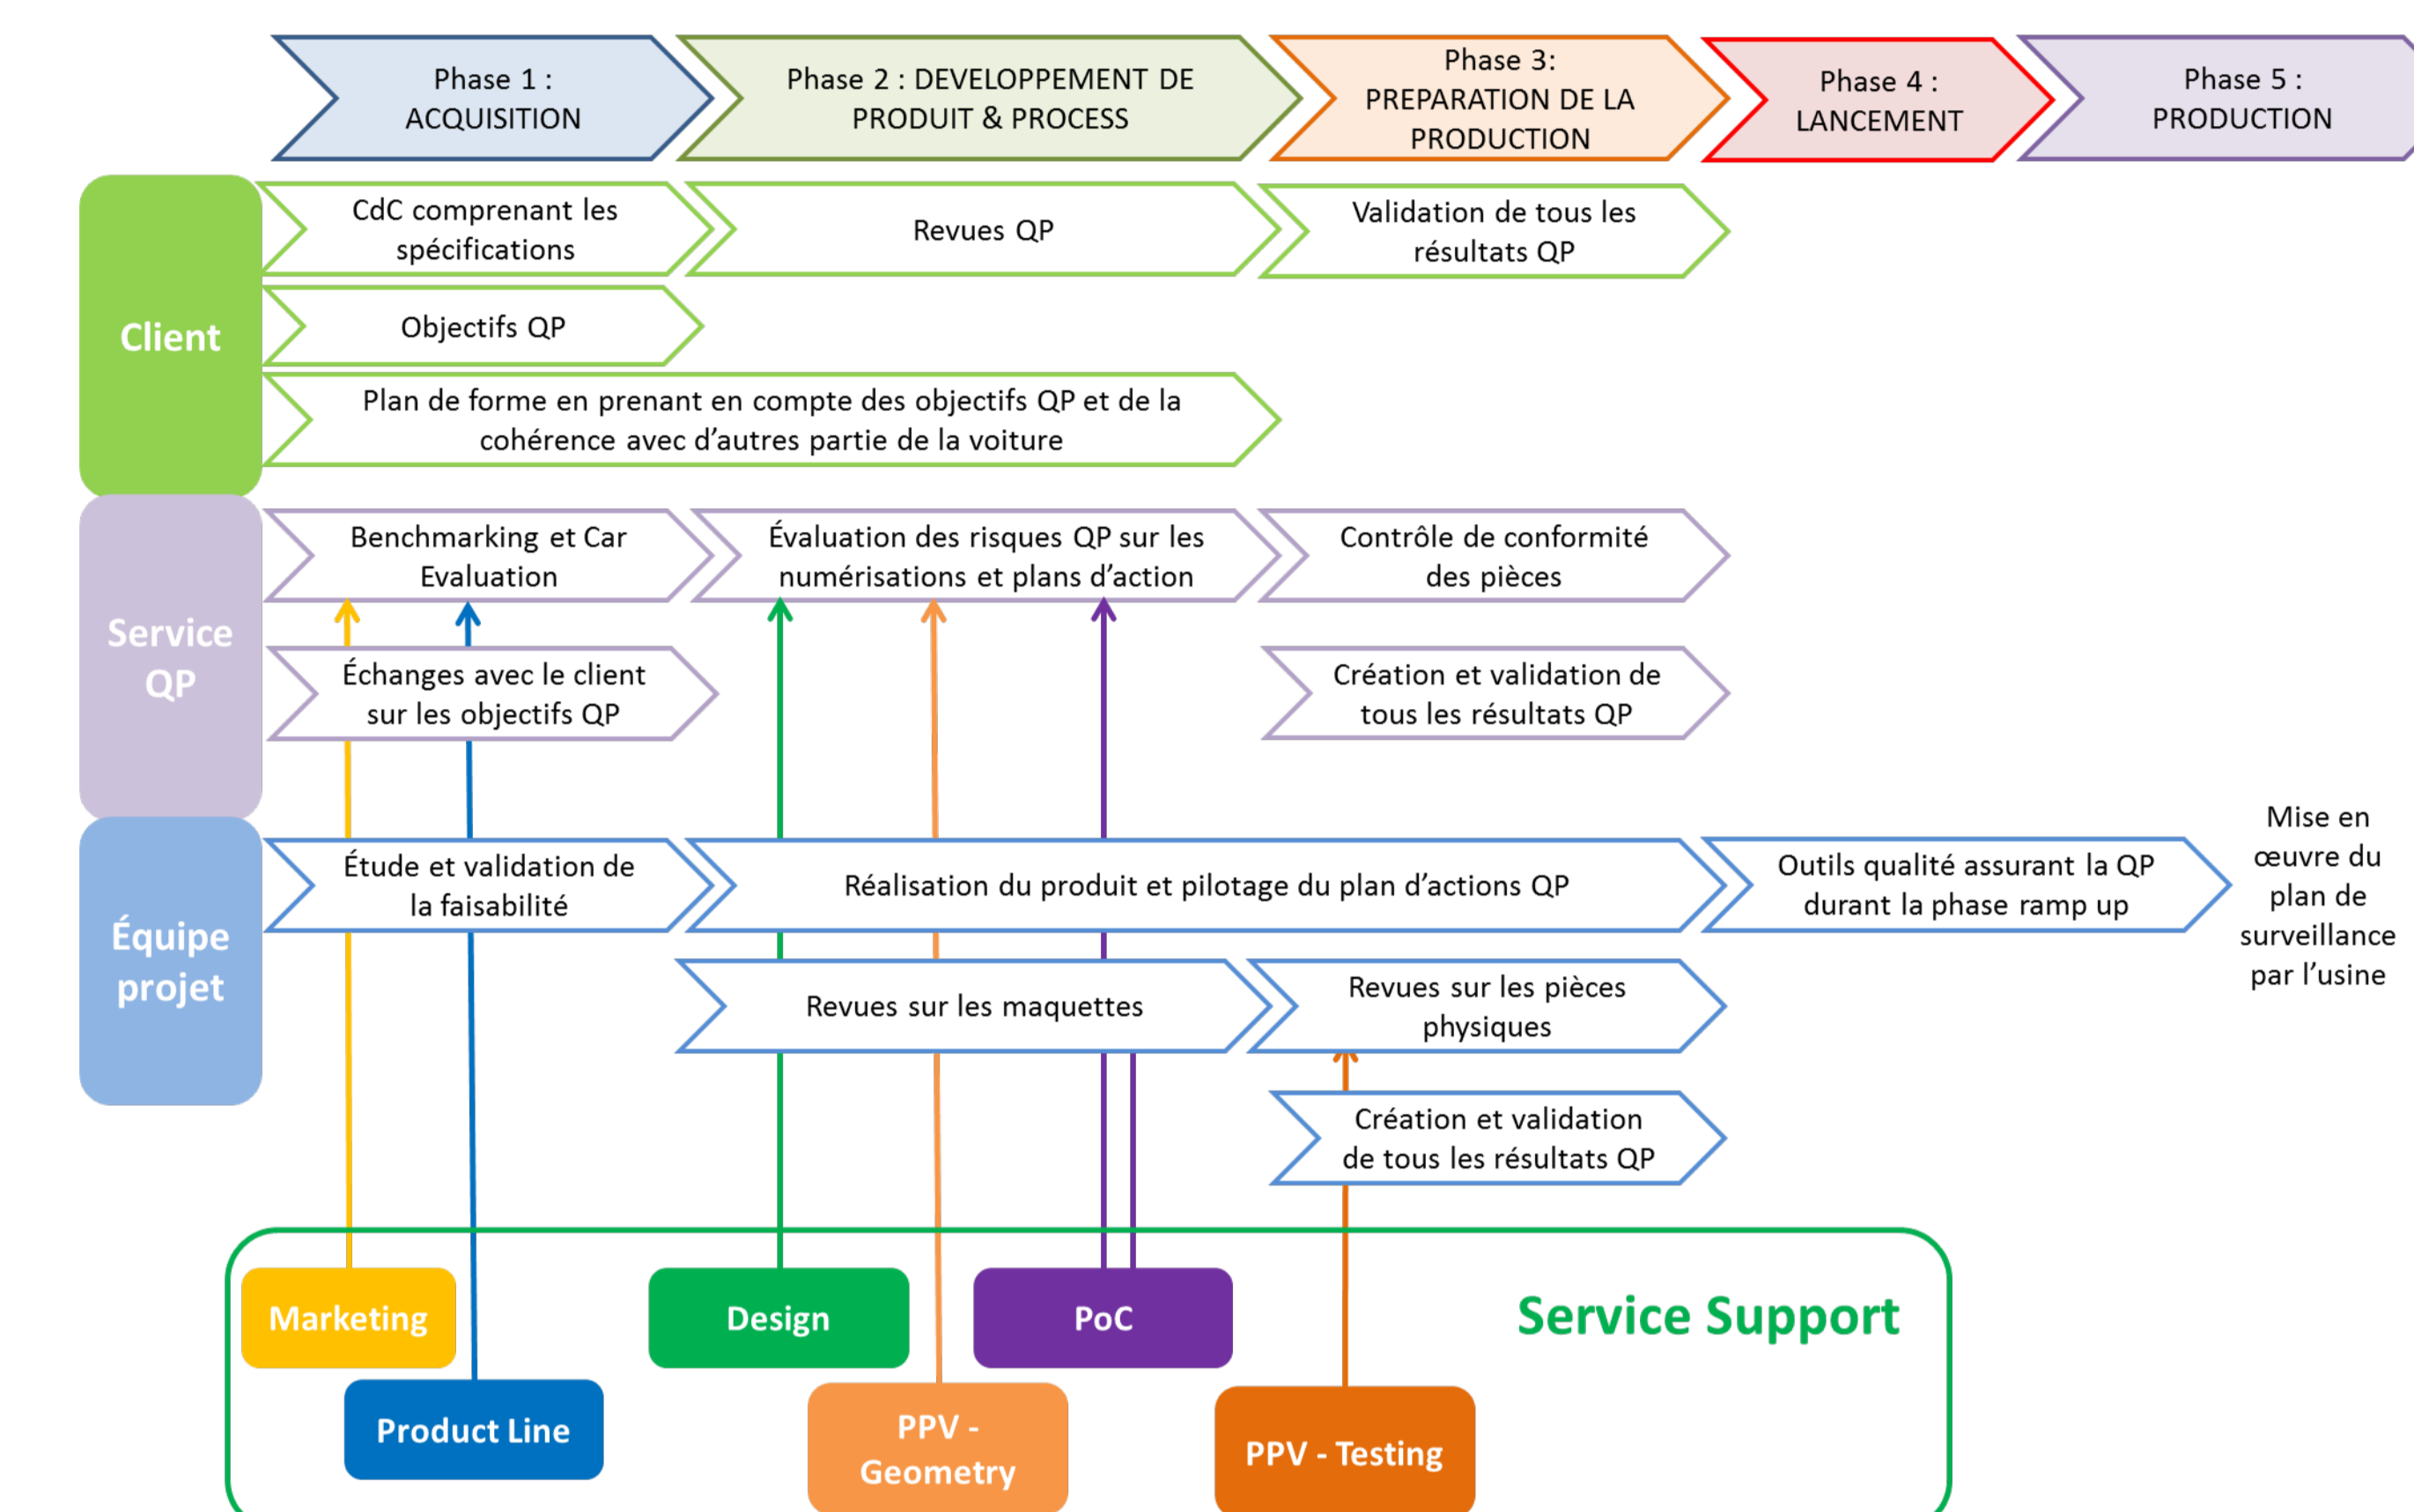 Phase 1 :
ACQUISITION
Phase 2 : DEVELOPPEMENT DE
PRODUIT & PROCESS
Phase 3:
PREPARATION DE LA
PRODUCTION
Phase 4 :
LANCEMENT
Phase 5 :
PRODUCTION
Client
CdC comprenant les
spécifications
Revues QP
Validation de tous les
résultats QP
Objectifs QP
Plan de forme en prenant en compte des objectifs QP et de la
cohérence avec d'autres partie de la voiture
Service
QP
Benchmarking et Car
Evaluation
Évaluation des risques QP sur les
numérisations et plans d'action
Contrôle de conformité
des pièces
Échanges avec le client
sur les objectifs QP
Création et validation de
tous les résultats QP
Équipe
projet
Étude et validation de
la faisabilité
Réalisation du produit et pilotage du plan d'actions QP
Outils qualité assurant la QP
durant la phase ramp up
Mise en
œuvre du
plan de
surveillance
par l'usine
Revues sur les maquettes
Revues sur les pièces
physiques
Création et validation
de tous les résultats QP
Service Support
Marketing
Design
PoC
Product Line
PPV -
Geometry
PPV - Testing